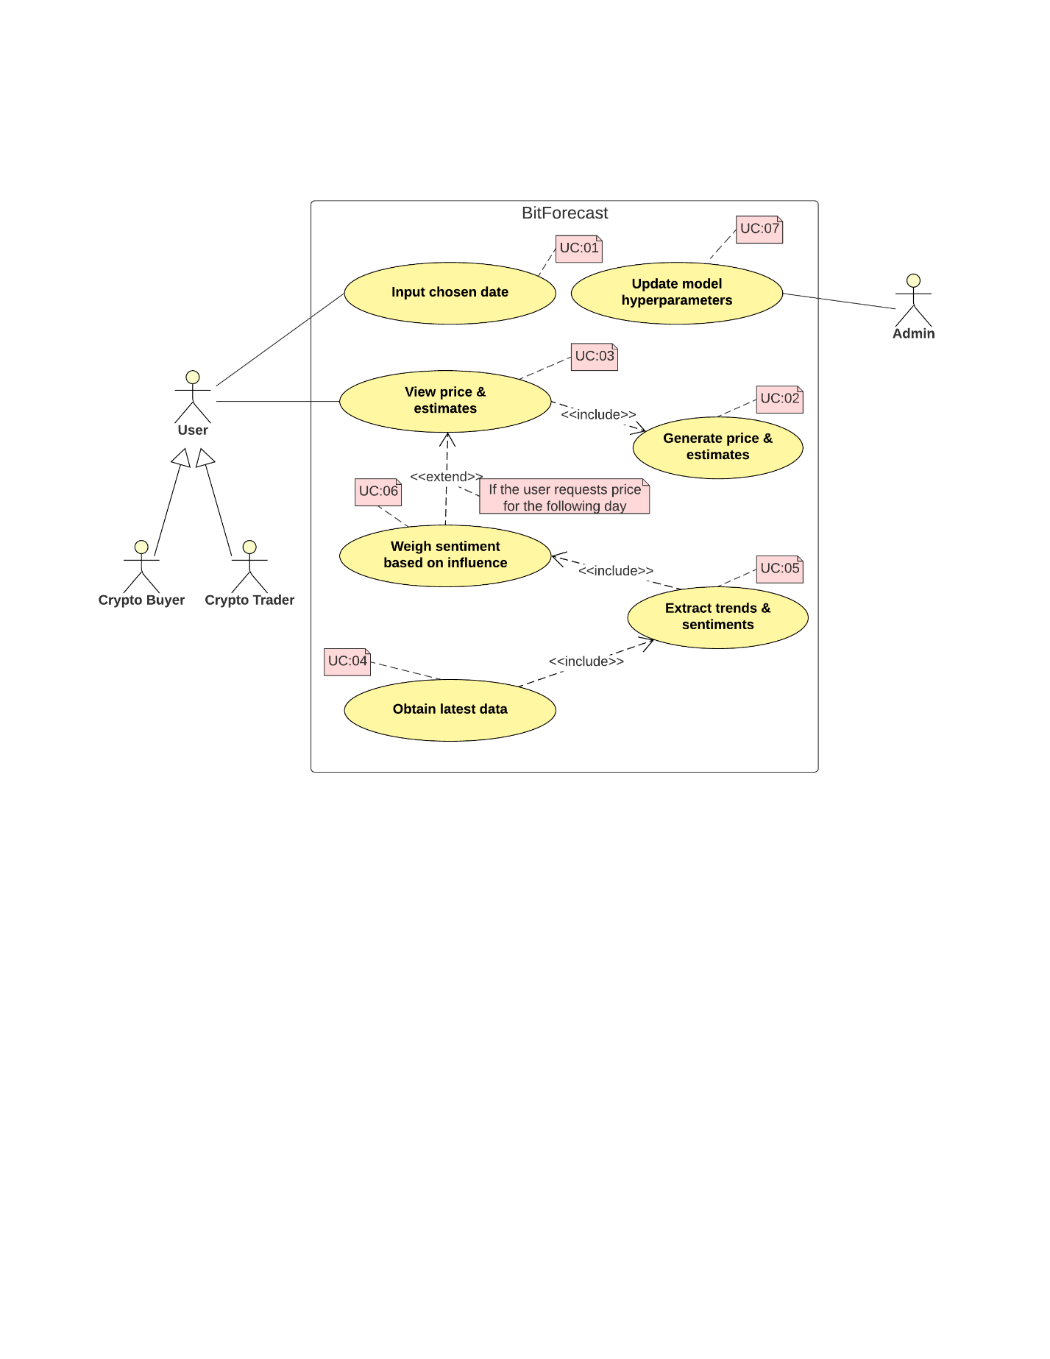 BitForecast
UC:07
UC:01
Update model
hyperparameters
Input chosen date
Admin
UC:03
View price &
estimates
UC:02
<<include>>
User
Generate price &
estimates
<<extend>>
UC:06
If the user requests price
for the following day
Weigh sentiment
based on influence
<<include>>
UC:05
Crypto Buyer
Crypto Trader
Extract trends &
sentiments
UC:04
<<include>>
Obtain latest data